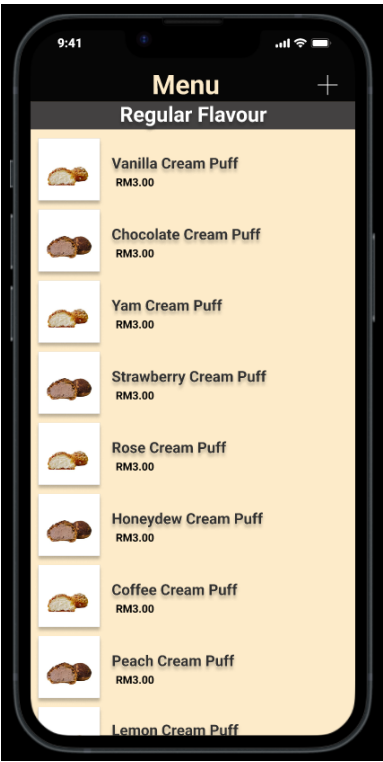 9:41
Menu
Regular Flavour
Vanilla Cream Puff
RM3.00
Chocolate Cream Puff
RM3.00
Yam Cream Puff
RM3.00
Strawberry Cream Puff
RM3.00
Rose Cream Puff
RM3.00
Honeydew Cream Puff
RM3.00
Coffee Cream Puff
RM3.00
Peach Cream Puff
RM3.00
Lemon Cream Puff